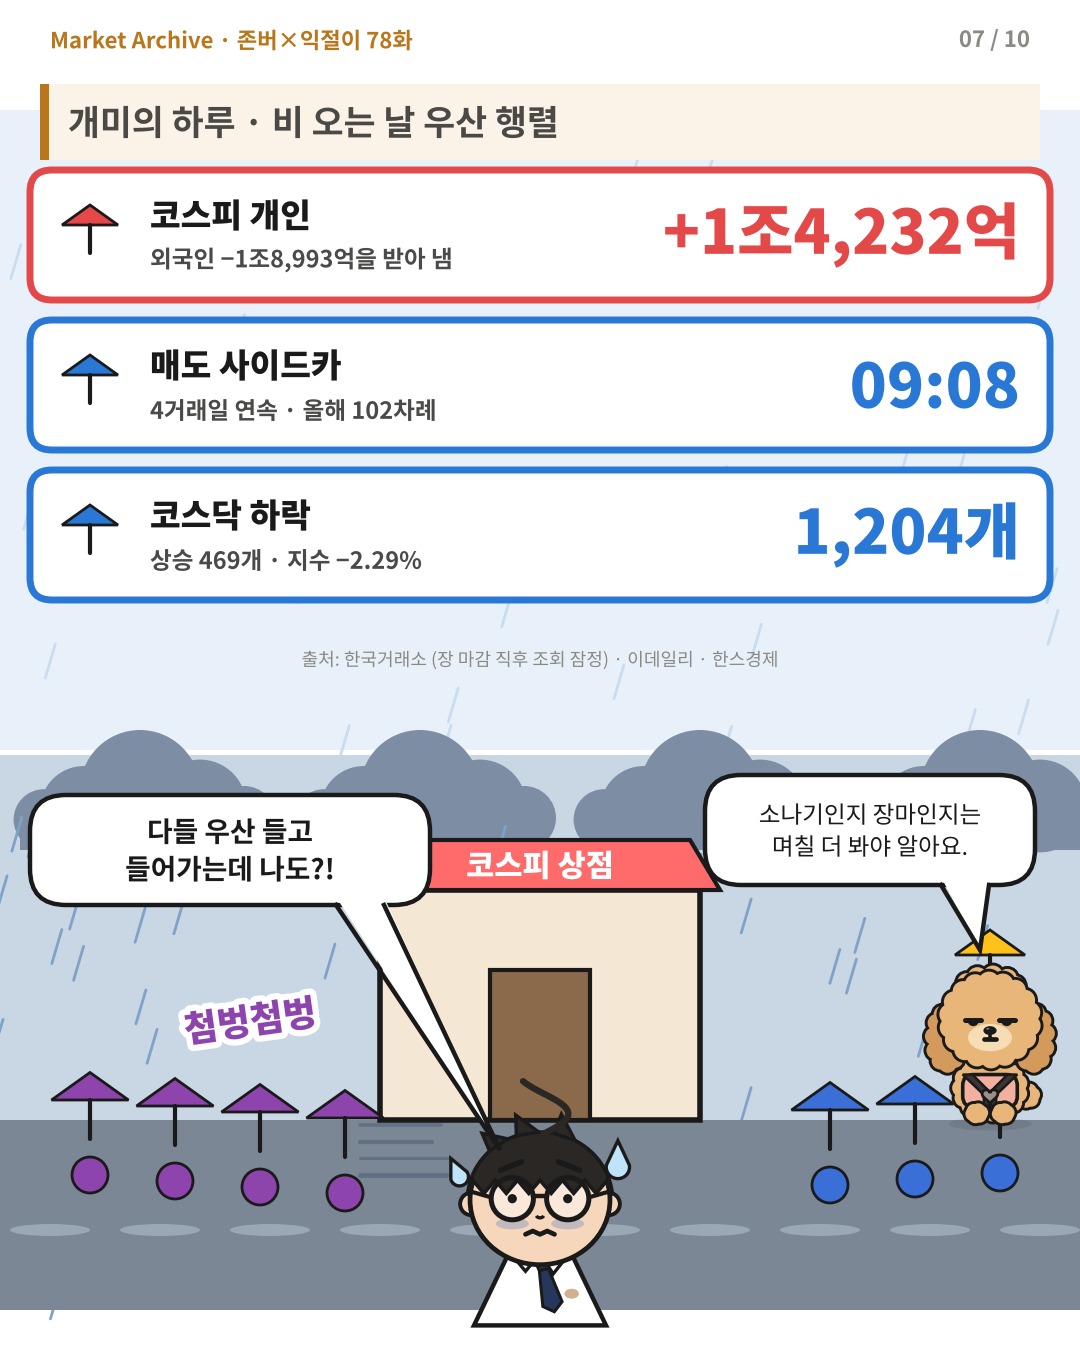 Market Archive · 존버×익절이 78화
07 / 10
개미의 하루 · 비 오는 날 우산 행렬
코스피 개인
외국인 −1조8,993억을 받아 냄
+1조4,232억
매도 사이드카
4거래일 연속 · 올해 102차례
09:08
코스닥 하락
상승 469개 · 지수 −2.29%
1,204개
출처: 한국거래소 (장 마감 직후 조회 잠정) · 이데일리 · 한스경제
다들 우산 들고
들어가는데 나도?!
코스피 상점
소나기인지 장마인지는
며칠 더 봐야 알아요.
첨벙첨벙